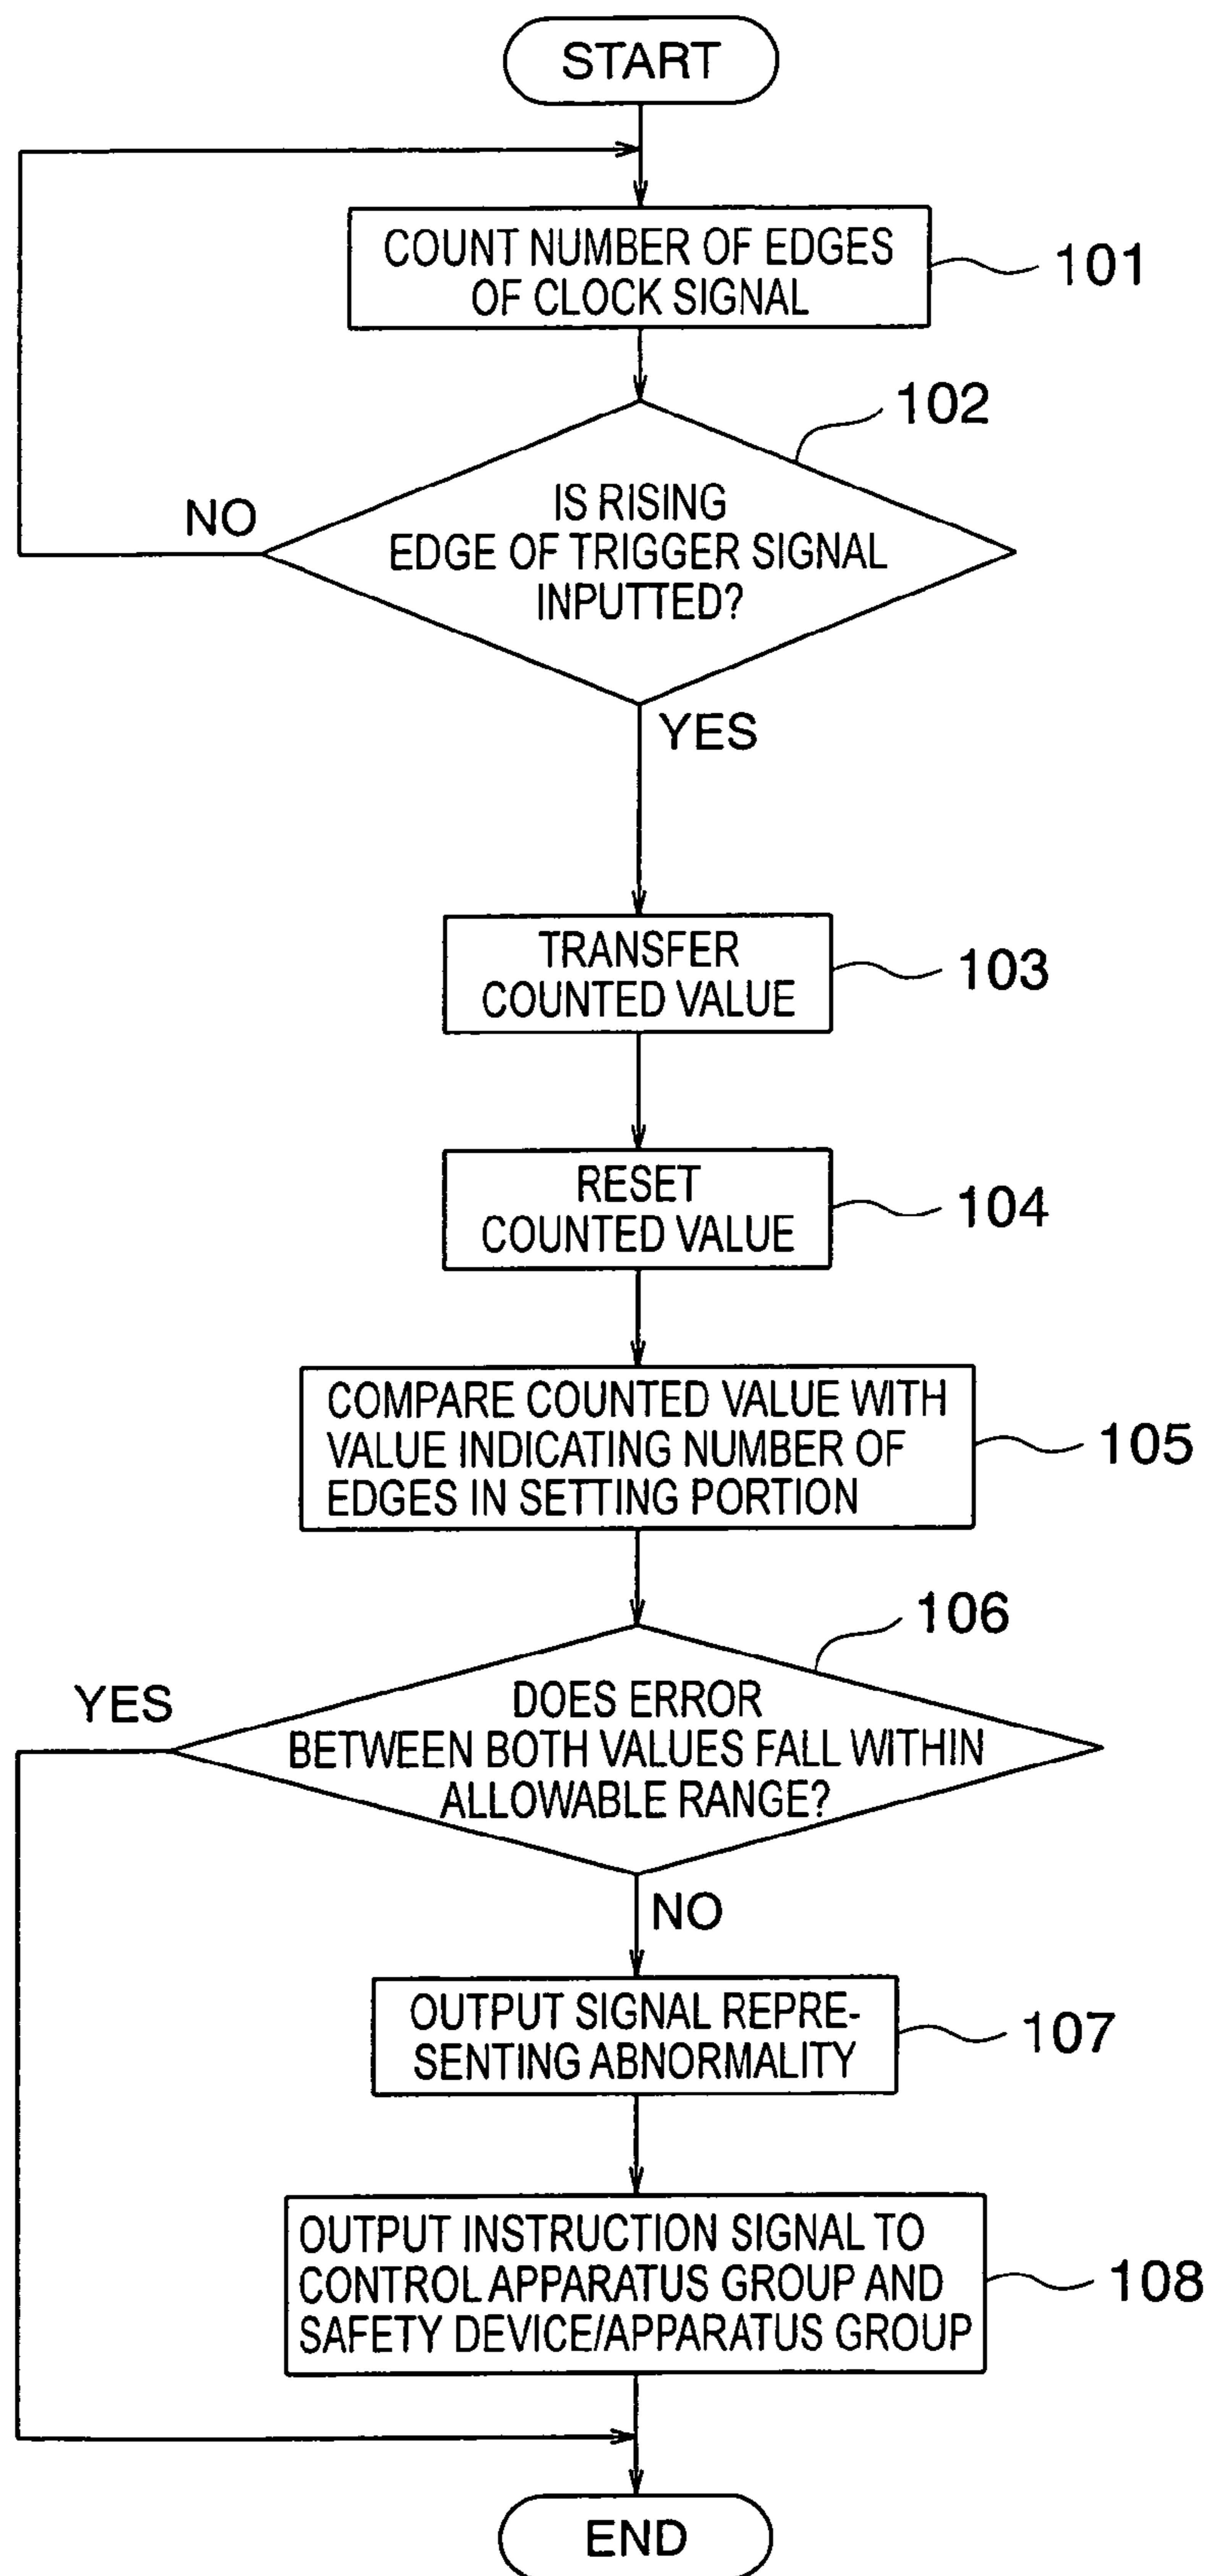 START
COUNT NUMBER OF EDGES
OF CLOCK SIGNAL
101
102
IS RISING
EDGE OF TRIGGER SIGNAL
INPUTTED?
NO
YES
TRANSFER
COUNTED VALUE
103
RESET
COUNTED VALUE
104
COMPARE COUNTED VALUE WITH
VALUE INDICATING NUMBER OF
EDGES IN SETTING PORTION
105
106
DOES ERROR
BETWEEN BOTH VALUES FALL WITHIN
ALLOWABLE RANGE?
YES
NO
OUTPUT SIGNAL REPRE-
SENTING ABNORMALITY
107
OUTPUT INSTRUCTION SIGNAL TO
CONTROL APPARATUS GROUP AND
SAFETY DEVICE/APPARATUS GROUP
108
END